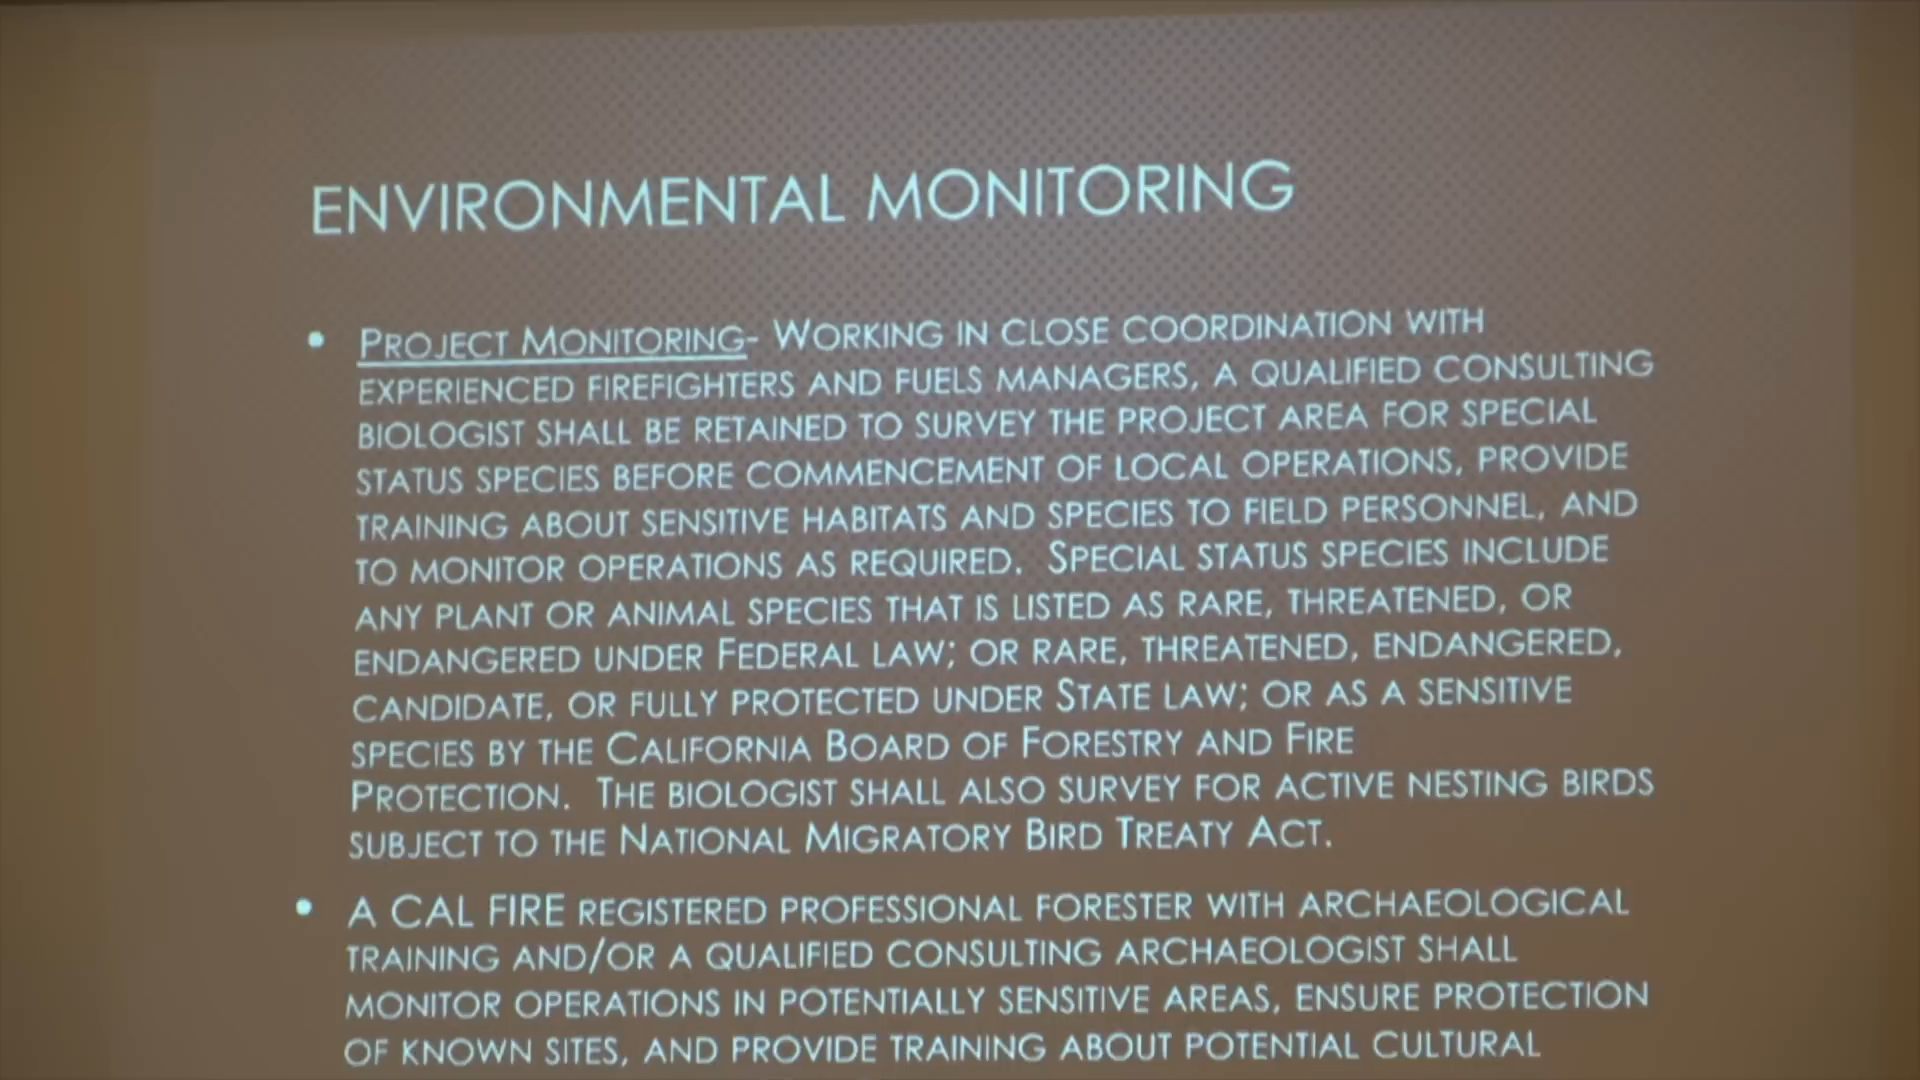 ENVIRONMENTAL MONITORING
• PROJECT MONITORING- WORKING IN CLOSE COORDINATION WITH
EXPERIENCED FIREFIGHTERS AND FUELS MANAGERS, A QUALIFIED CONSULTING
BIOLOGIST SHALL BE RETAINED TO SURVEY THE PROJECT AREA FOR SPECIAL
STATUS SPECIES BEFORE COMMENCEMENT OF LOCAL OPERATIONS, PROVIDE
TRAINING ABOUT SENSITIVE HABITATS AND SPECIES TO FIELD PERSONNEL, AND
TO MONITOR OPERATIONS AS REQUIRED. SPECIAL STATUS SPECIES INCLUDE
ANY PLANT OR ANIMAL SPECIES THAT IS LISTED AS RARE, THREATENED, OR
ENDANGERED UNDER FEDERAL LAW; OR RARE, THREATENED, ENDANGERED,
CANDIDATE, OR FULLY PROTECTED UNDER STATE LAW; OR AS A SENSITIVE
SPECIES BY THE CALIFORNIA BOARD OF FORESTRY AND FIRE
PROTECTION. THE BIOLOGIST SHALL ALSO SURVEY FOR ACTIVE NESTING BIRDS
SUBJECT TO THE NATIONAL MIGRATORY BIRD TREATY ACT.
• A CAL FIRE REGISTERED PROFESSIONAL FORESTER WITH ARCHAEOLOGICAL
TRAINING AND/OR A QUALIFIED CONSULTING ARCHAEOLOGIST SHALL
MONITOR OPERATIONS IN POTENTIALLY SENSITIVE AREAS, ENSURE PROTECTION
OF KNOWN SITES, AND PROVIDE TRAINING ABOUT POTENTIAL CULTURAL